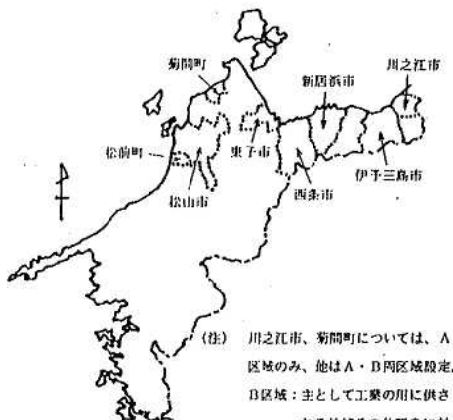 菊間町
川之江市
新居浜市
松前町
松山市
東予市
西条市
伊予三島市
(注) 川之江市、菊間町については、A
区域のみ、他はA・B両区域設定。
B区域:主として工業の用に供さ